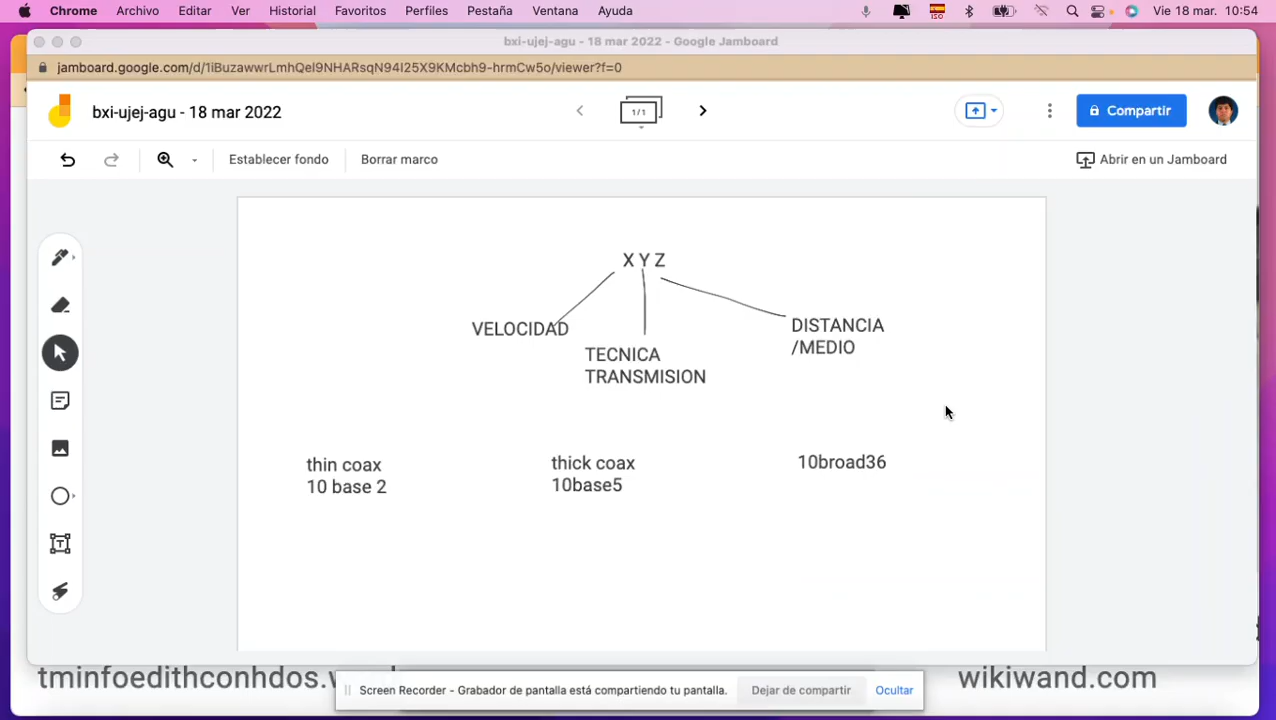 Chrome Archivo Editar Ver Historial Favoritos Perfiles Pestaña Ventana Ayuda ISO Vie 18 mar. 10:54
bxi-ujej-agu - 18 mar 2022 - Google Jamboard
jamboard.google.com/d/1iBuzawwrLmhQel9NHARsqN94I25X9KMcbh9-hrmCw5o/viewer?f=0
bxi-ujej-agu - 18 mar 2022
1/1
Compartir
Establecer fondo
Borrar marco
Abrir en un Jamboard
X Y Z
VELOCIDAD
TECNICA
TRANSMISION
DISTANCIA
/MEDIO
thin coax
10 base 2
thick coax
10base5
10broad36
tminfoedithconhdos.
wikiwand.com
Screen Recorder - Grabador de pantalla está compartiendo tu pantalla.
Dejar de compartir
Ocultar